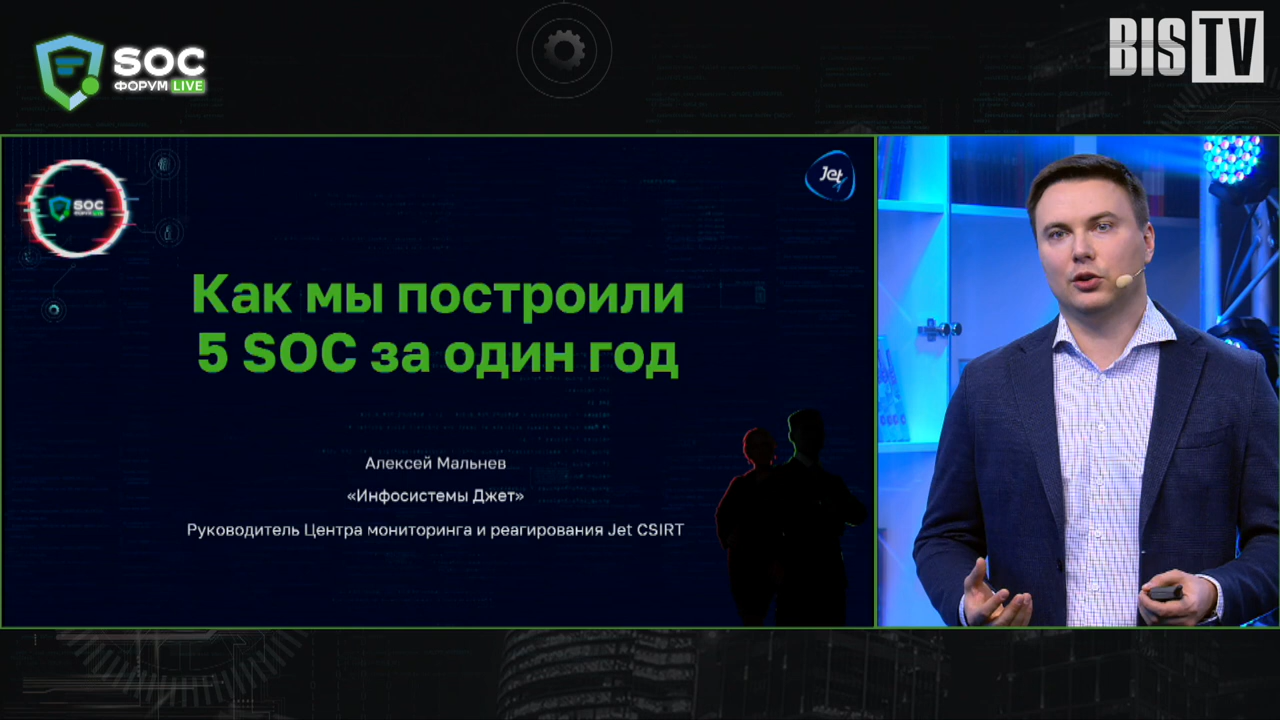 SOC
ФОРУМ LIVE
BIS TV
SOC
Jet
Как мы построили
5 SOC за один год
Алексей Мальнев
«Инфосистемы Джет»
Руководитель Центра мониторинга и реагирования Jet CSIRT